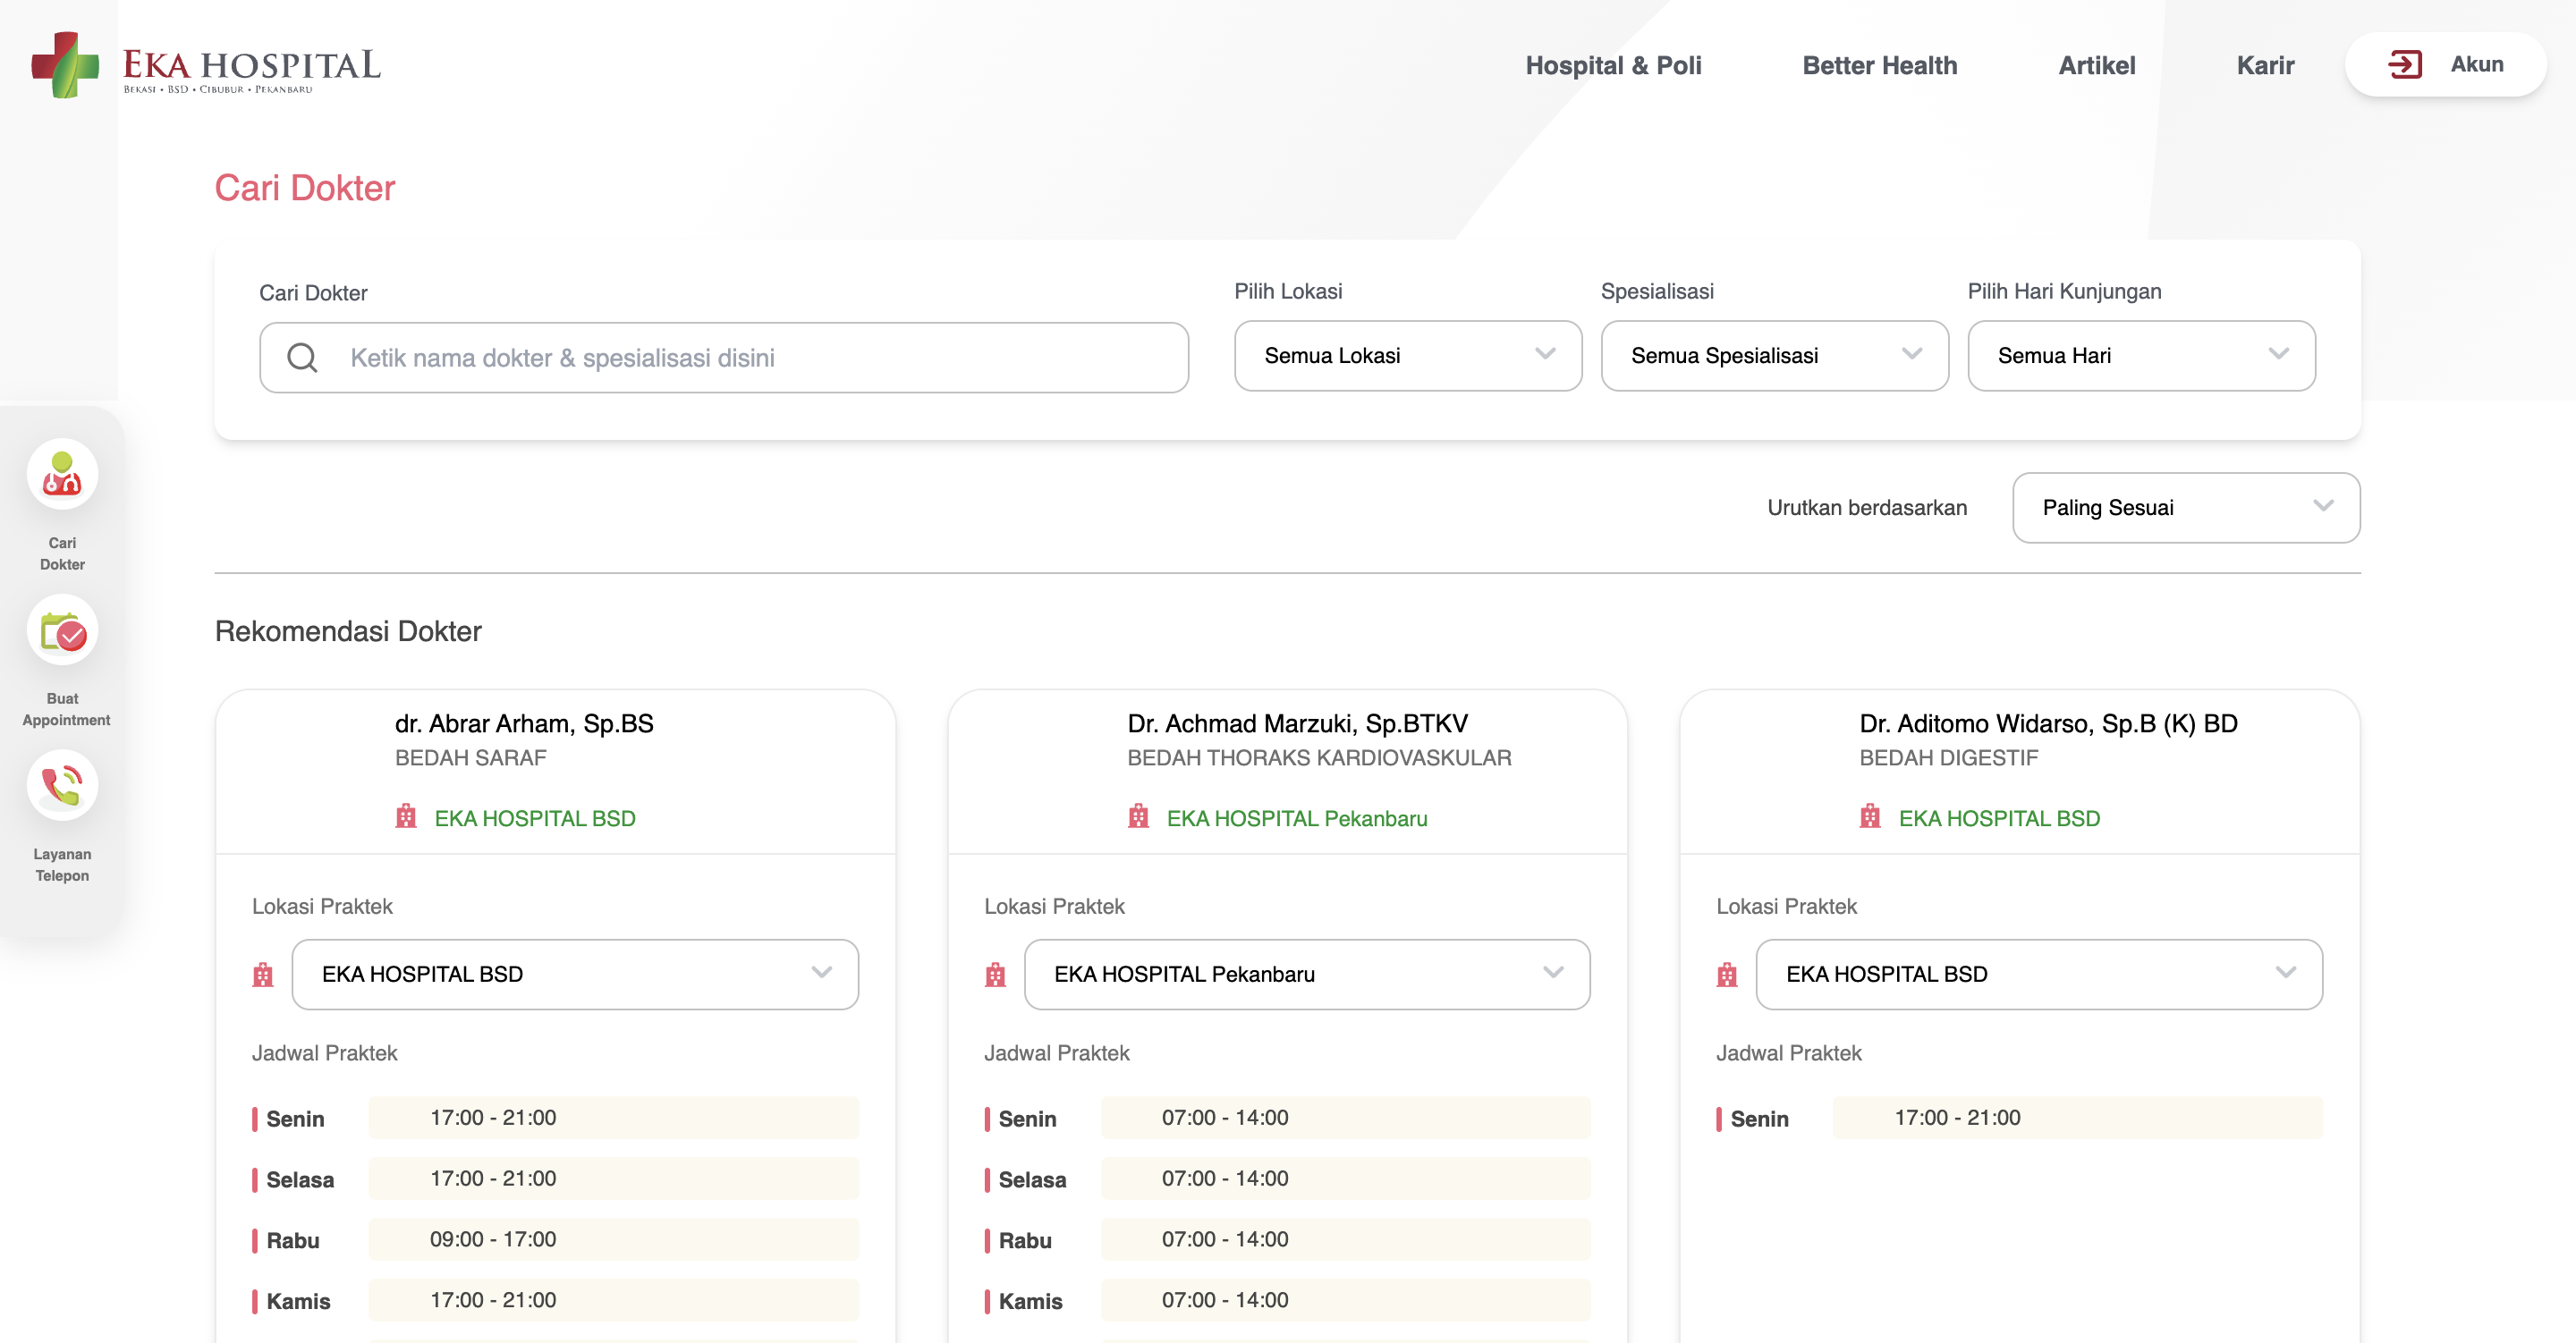 EKA HOSPITAL
BEKASI • BSD • CIBUBUR • PEKANBARU
Hospital & Poli
Better Health
Artikel
Karir
Akun
Cari Dokter
Cari Dokter
Ketik nama dokter & spesialisasi disini
Pilih Lokasi
Semua Lokasi
Spesialisasi
Semua Spesialisasi
Pilih Hari Kunjungan
Semua Hari
Cari
Dokter
Buat
Appointment
Layanan
Telepon
Urutkan berdasarkan
Paling Sesuai
Rekomendasi Dokter
dr. Abrar Arham, Sp.BS
BEDAH SARAF
EKA HOSPITAL BSD
Lokasi Praktek
EKA HOSPITAL BSD
Jadwal Praktek
Senin 17:00 - 21:00
Selasa 17:00 - 21:00
Rabu 09:00 - 17:00
Kamis 17:00 - 21:00
Dr. Achmad Marzuki, Sp.BTKV
BEDAH THORAKS KARDIOVASKULAR
EKA HOSPITAL Pekanbaru
Lokasi Praktek
EKA HOSPITAL Pekanbaru
Jadwal Praktek
Senin 07:00 - 14:00
Selasa 07:00 - 14:00
Rabu 07:00 - 14:00
Kamis 07:00 - 14:00
Dr. Aditomo Widarso, Sp.B (K) BD
BEDAH DIGESTIF
EKA HOSPITAL BSD
Lokasi Praktek
EKA HOSPITAL BSD
Jadwal Praktek
Senin 17:00 - 21:00